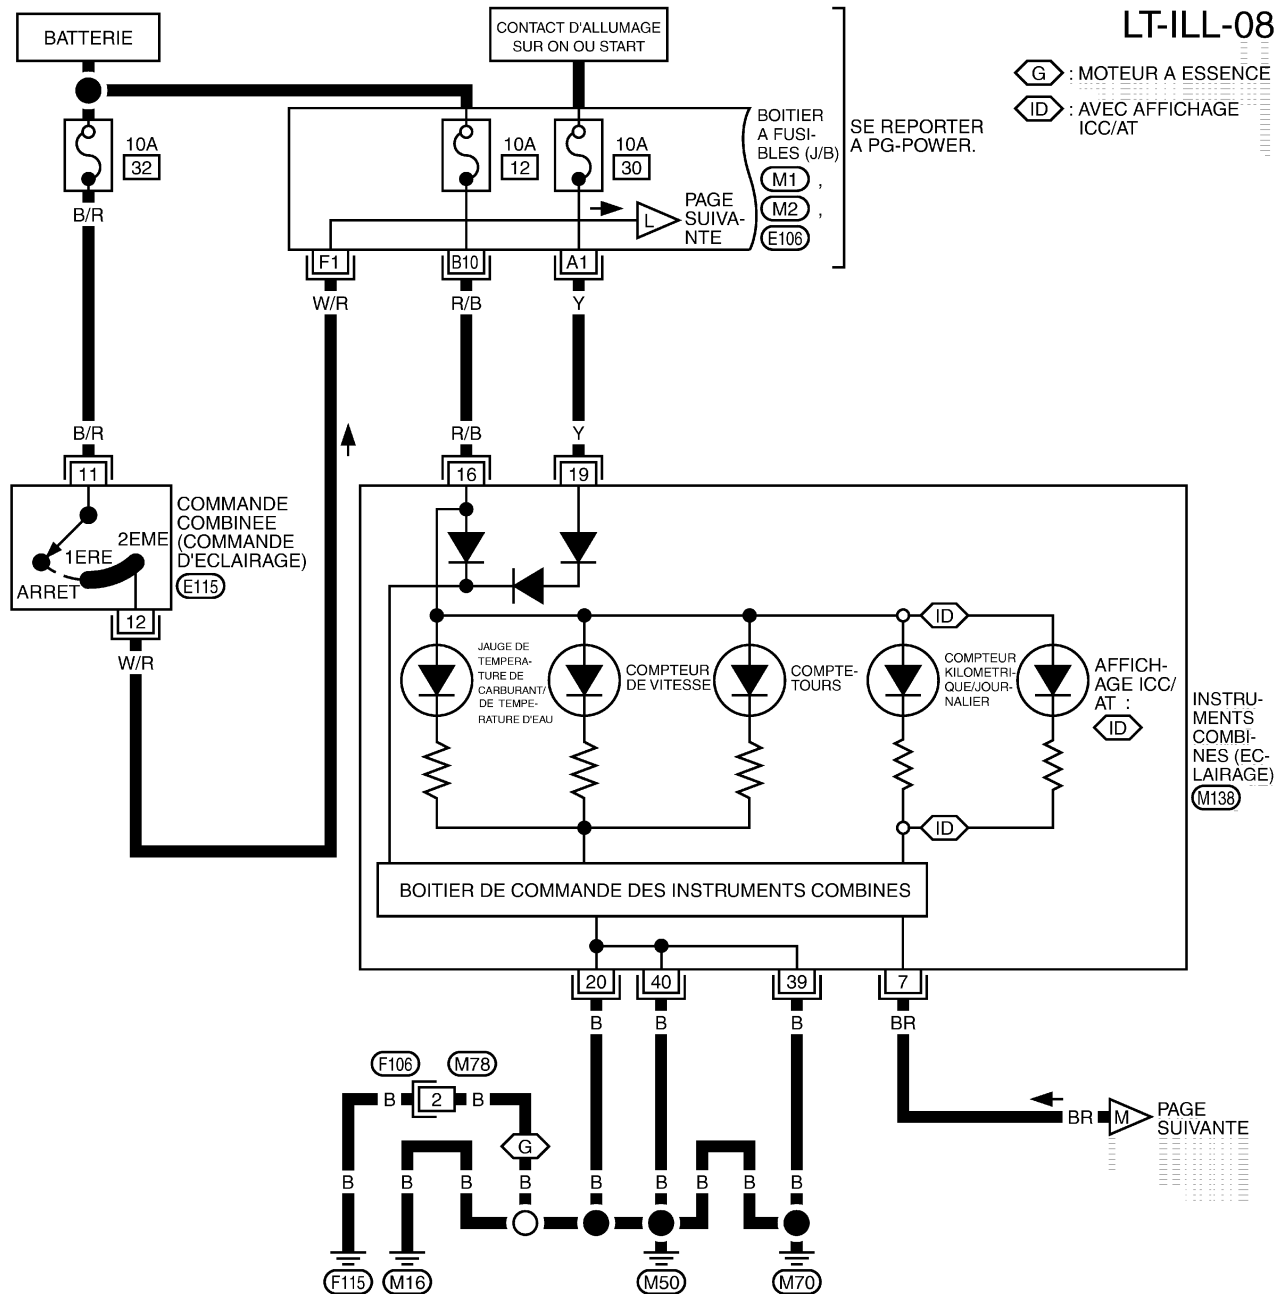 LT-ILL-08
BATTERIE
CONTACT D'ALLUMAGE
SUR ON OU START
G : MOTEUR A ESSENCE
ID : AVEC AFFICHAGE
ICC/AT
10A
32
10A
12
10A
30
BOITIER
A FUSI-
BLES (J/B)
M1 ,
M2 ,
E106
SE REPORTER
A PG-POWER.
L
PAGE
SUIVA-
NTE
B/R
F1
B10
A1
W/R
R/B
Y
B/R
R/B
Y
11
16
19
COMMANDE
COMBINEE
(COMMANDE
D'ECLAIRAGE)
E115
2EME
1ERE
ARRET
12
W/R
ID
JAUGE DE
TEMPERA-
TURE DE
CARBURANT/
DE TEMPE-
RATURE D'EAU
COMPTEUR
DE VITESSE
COMPTE-
TOURS
COMPTEUR
KILOMETRI-
QUE/JOUR-
NALIER
AFFICH-
AGE ICC/
AT :
ID
INSTRU-
MENTS
COMBI-
NES (EC-
LAIRAGE)
M138
ID
BOITIER DE COMMANDE DES INSTRUMENTS COMBINES
20
40
39
7
B
B
B
BR
F106
M78
B
2
B
BR
M
PAGE
SUIVANTE
G
B
B
B
B
B
B
B
B
B
F115
M16
M50
M70